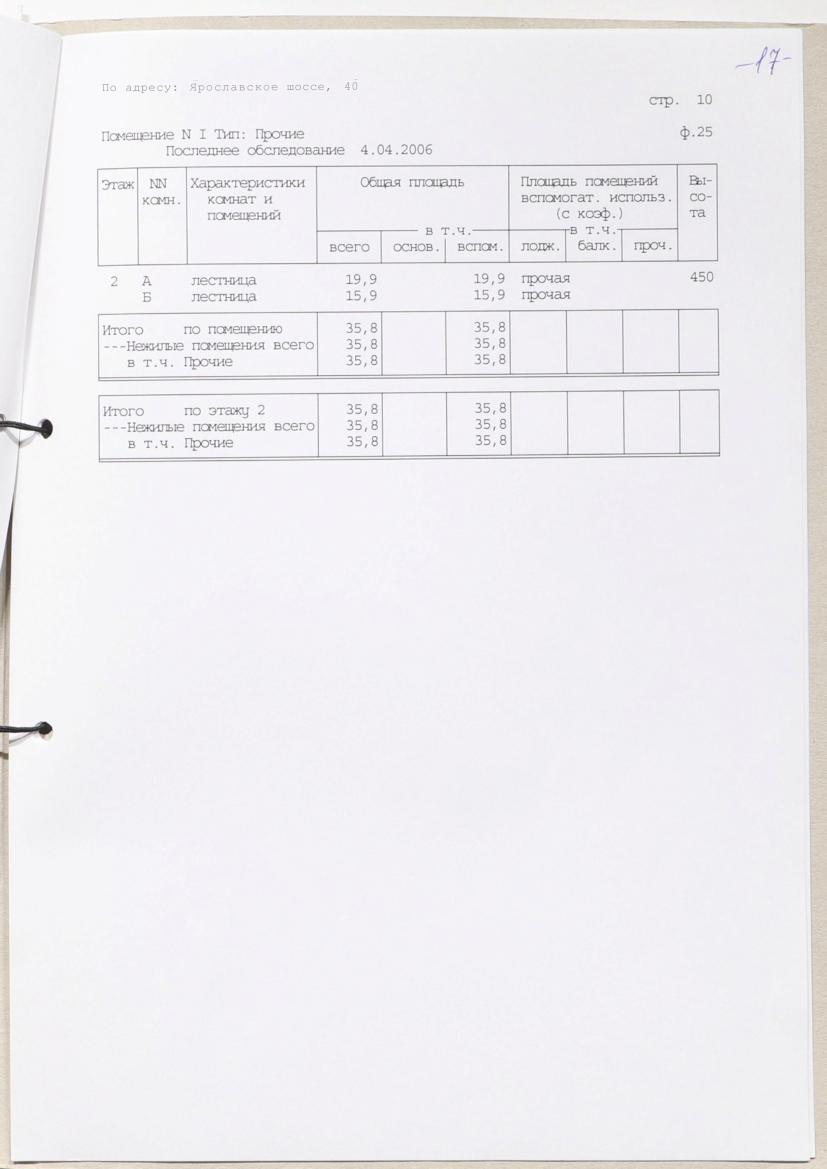 -17-
По адресу: Ярославское шоссе, 40
стр. 10
Помещение N I Тип: Прочие ф.25
Последнее обследование 4.04.2006
Этаж NN Характеристики Общая площадь Площадь помещений Вы-
комн. комнат и вспомогат. использ. со-
помещений (с коэф.) та
в т.ч. в т.ч.
всего основ. вспом. лодж. балк. проч.
2 А лестница 19,9 19,9 прочая 450
Б лестница 15,9 15,9 прочая
Итого по помещению 35,8 35,8
---Нежилые помещения всего 35,8 35,8
в т.ч. Прочие 35,8 35,8
Итого по этажу 2 35,8 35,8
---Нежилые помещения всего 35,8 35,8
в т.ч. Прочие 35,8 35,8